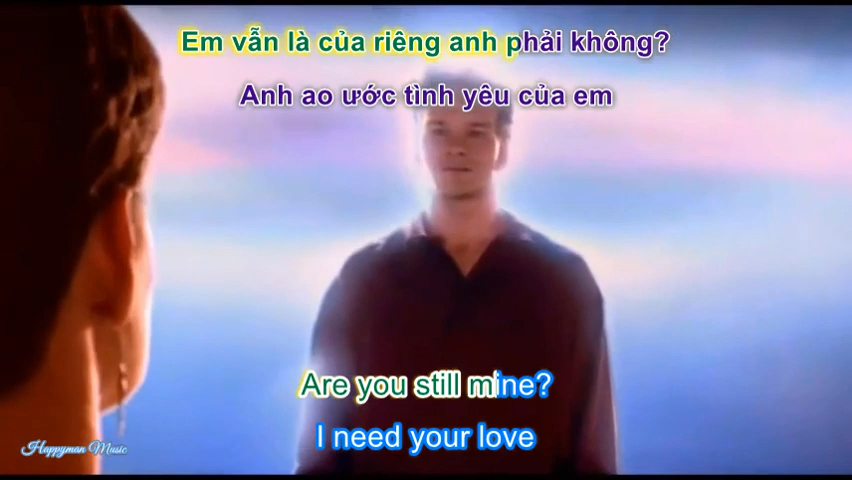 Em vẫn là của riêng anh phải không?
Anh ao ước tình yêu của em
Are you still mine?
I need your love
Happyman Music